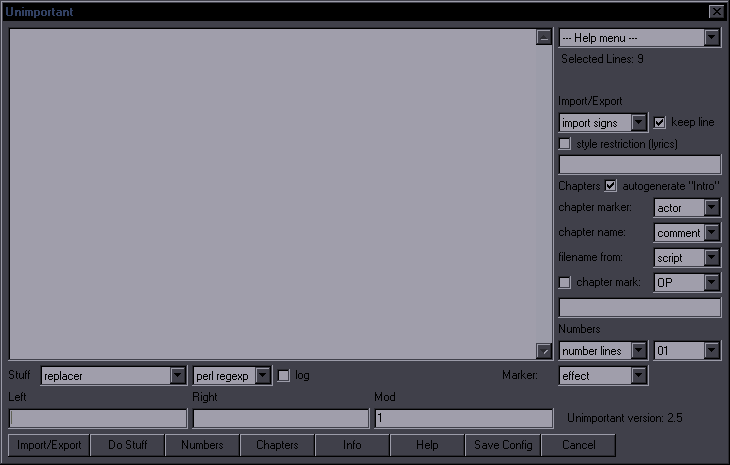 Unimportant
--- Help menu ---
Selected Lines: 9
Import/Export
import signs keep line
style restriction (lyrics)
Chapters autogenerate "Intro"
chapter marker: actor
chapter name: comment
filename from: script
chapter mark: OP
Numbers
number lines 01
Stuff replacer perl regexp log Marker: effect
Left Right Mod
1 Unimportant version: 2.5
Import/Export Do Stuff Numbers Chapters Info Help Save Config Cancel